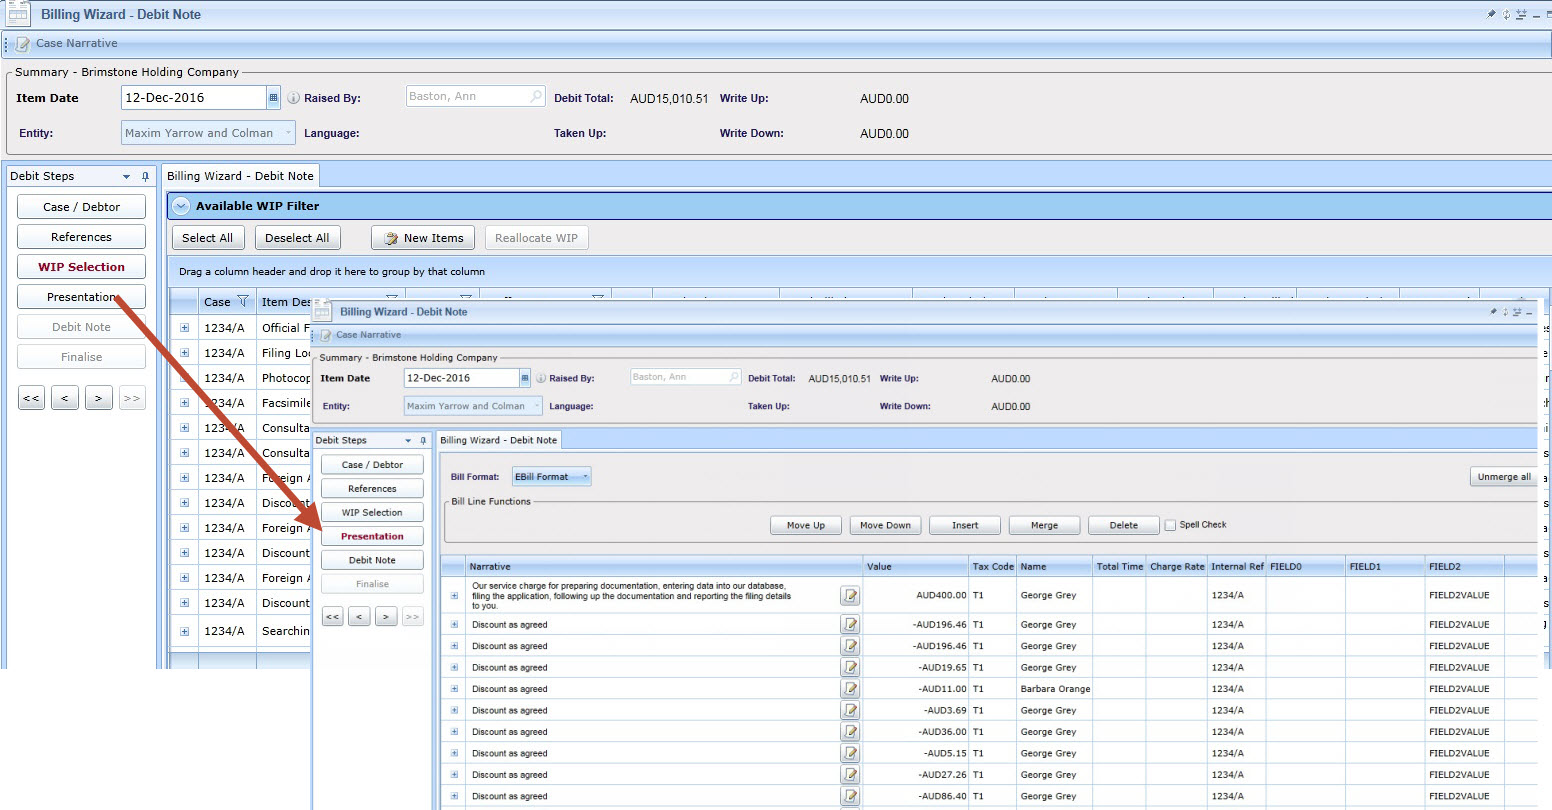 Billing Wizard - Debit Note
Case Narrative
Summary - Brimstone Holding Company
Item Date 12-Dec-2016 Raised By: Baston, Ann Debit Total: AUD15,010.51 Write Up: AUD0.00
Entity: Maxim Yarrow and Colman Language: Taken Up: Write Down: AUD0.00
Debit Steps
Case / Debtor
References
WIP Selection
Presentation
Debit Note
Finalise
<< < > >>
Billing Wizard - Debit Note
Available WIP Filter
Select All Deselect All New Items Reallocate WIP
Drag a column header and drop it here to group by that column
Case Item Des
1234/A Official F
1234/A Filing Loc
1234/A Photocop
1234/A Facsimile
1234/A Consulta
1234/A Consulta
1234/A Foreign A
1234/A Discount
1234/A Foreign A
1234/A Discount
1234/A Foreign A
1234/A Discount
1234/A Searchin
Billing Wizard - Debit Note
Case Narrative
Summary - Brimstone Holding Company
Item Date 12-Dec-2016 Raised By: Baston, Ann Debit Total: AUD15,010.51 Write Up: AUD0.00
Entity: Maxim Yarrow and Colman Language: Taken Up: Write Down: AUD0.00
Debit Steps
Case / Debtor
References
WIP Selection
Presentation
Debit Note
Finalise
<< < > >>
Billing Wizard - Debit Note
Bill Format: EBill Format Unmerge all
Bill Line Functions
Move Up Move Down Insert Merge Delete Spell Check
Narrative Value Tax Code Name Total Time Charge Rate Internal Ref FIELD0 FIELD1 FIELD2
Our service charge for preparing documentation, entering data into our database,
filing the application, following up the documentation and reporting the filing details
to you.
AUD400.00 T1 George Grey 1234/A FIELD2VALUE
Discount as agreed -AUD196.46 T1 George Grey 1234/A FIELD2VALUE
Discount as agreed -AUD196.46 T1 George Grey 1234/A FIELD2VALUE
Discount as agreed -AUD19.65 T1 George Grey 1234/A FIELD2VALUE
Discount as agreed -AUD11.00 T1 Barbara Orange 1234/A FIELD2VALUE
Discount as agreed -AUD3.69 T1 George Grey 1234/A FIELD2VALUE
Discount as agreed -AUD36.00 T1 George Grey 1234/A FIELD2VALUE
Discount as agreed -AUD5.15 T1 George Grey 1234/A FIELD2VALUE
Discount as agreed -AUD27.26 T1 George Grey 1234/A FIELD2VALUE
Discount as agreed -AUD86.40 T1 George Grey 1234/A FIELD2VALUE